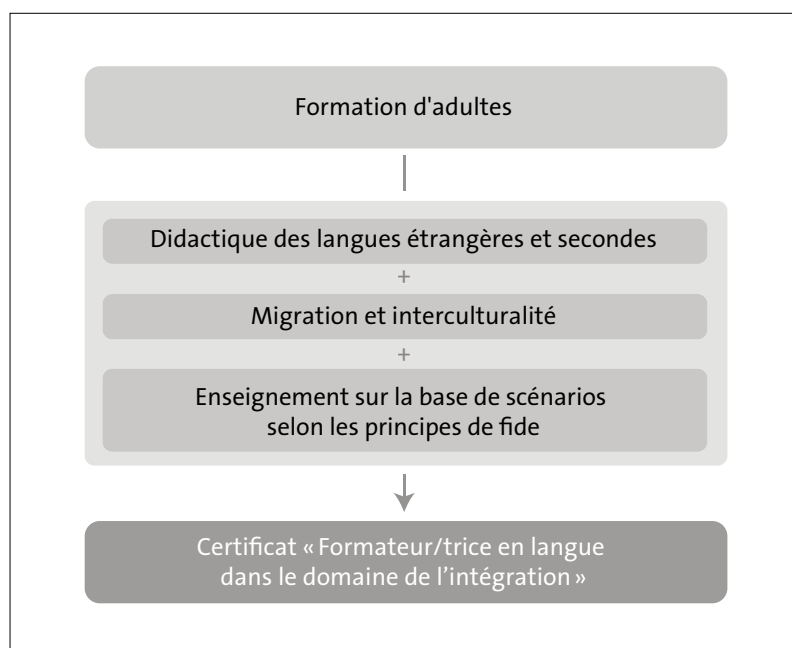 Formation d'adultes
Didactique des langues étrangères et secondes
+
Migration et interculturalité
+
Enseignement sur la base de scénarios
selon les principes de fide
Certificat « Formateur/trice en langue
dans le domaine de l’intégration »